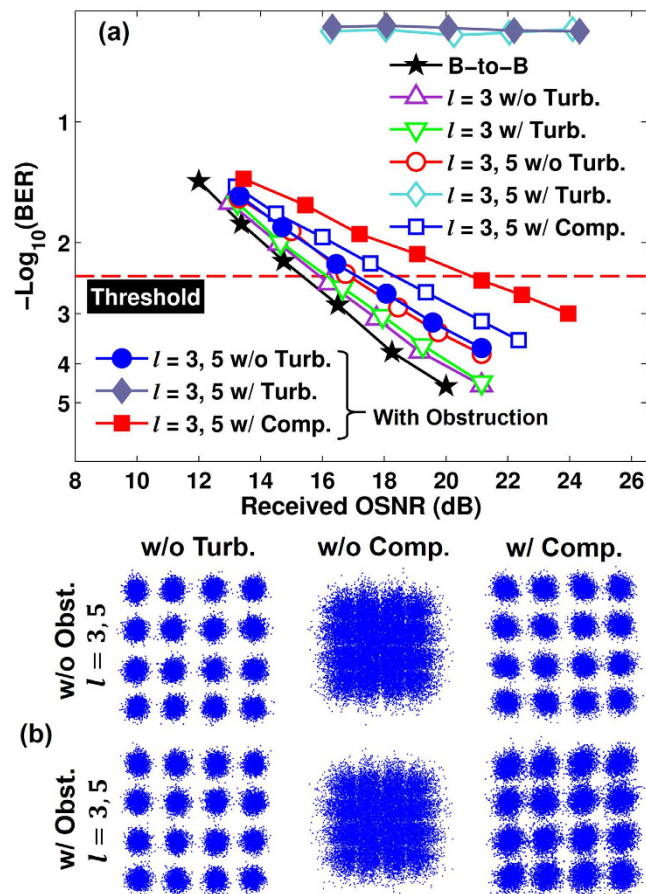 (a)
B-to-B
l = 3 w/o Turb.
l = 3 w/ Turb.
l = 3, 5 w/o Turb.
l = 3, 5 w/ Turb.
l = 3, 5 w/ Comp.
−Log10(BER)
1
2
3
4
5
Threshold
l = 3, 5 w/o Turb.
l = 3, 5 w/ Turb.
l = 3, 5 w/ Comp.
With Obstruction
8 10 12 14 16 18 20 22 24 26
Received OSNR (dB)
w/o Turb. w/o Comp. w/ Comp.
w/o Obst.
l = 3, 5
(b)
w/ Obst.
l = 3, 5